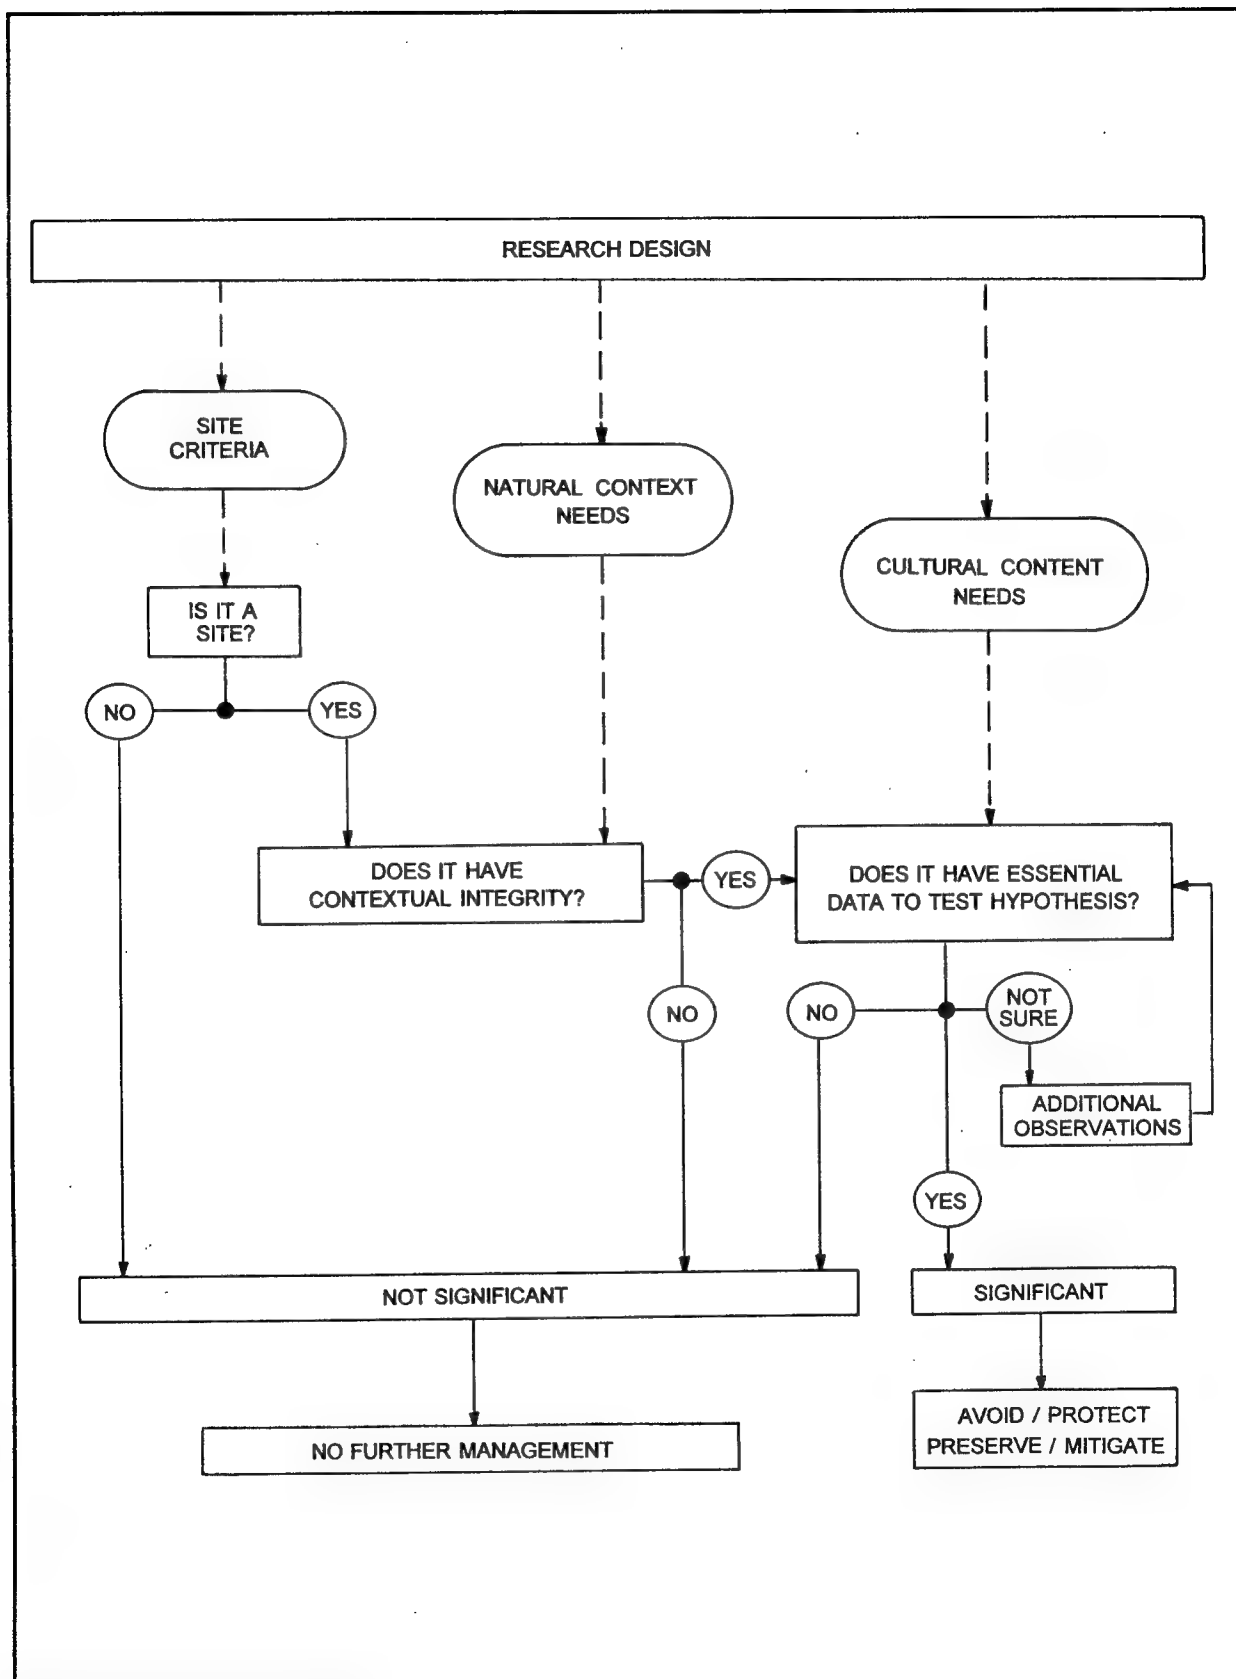 RESEARCH DESIGN
SITE
CRITERIA
NATURAL CONTEXT
NEEDS
CULTURAL CONTENT
NEEDS
IS IT A
SITE?
NO
YES
DOES IT HAVE
CONTEXTUAL INTEGRITY?
YES
DOES IT HAVE ESSENTIAL
DATA TO TEST HYPOTHESIS?
NO
NO
NOT
SURE
ADDITIONAL
OBSERVATIONS
YES
NOT SIGNIFICANT
SIGNIFICANT
NO FURTHER MANAGEMENT
AVOID / PROTECT
PRESERVE / MITIGATE